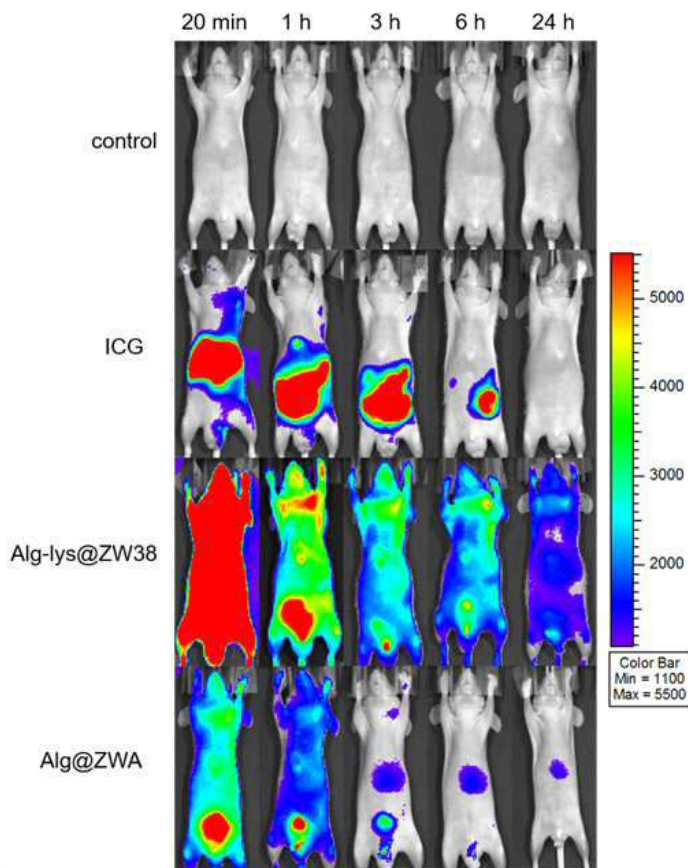 20 min 1 h 3 h 6 h 24 h
control
ICG
Alg-lys@ZW38
Alg@ZWA
5000
4000
3000
2000
Color Bar
Min = 1100
Max = 5500